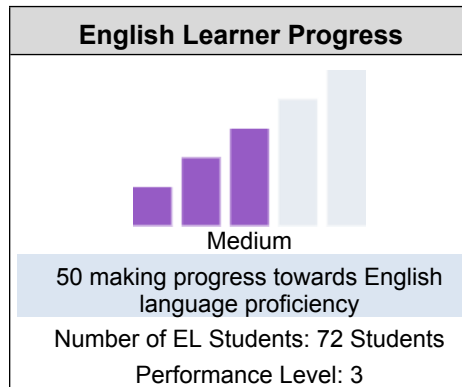 English Learner Progress
Medium
50 making progress towards English
language proficiency
Number of EL Students: 72 Students
Performance Level: 3